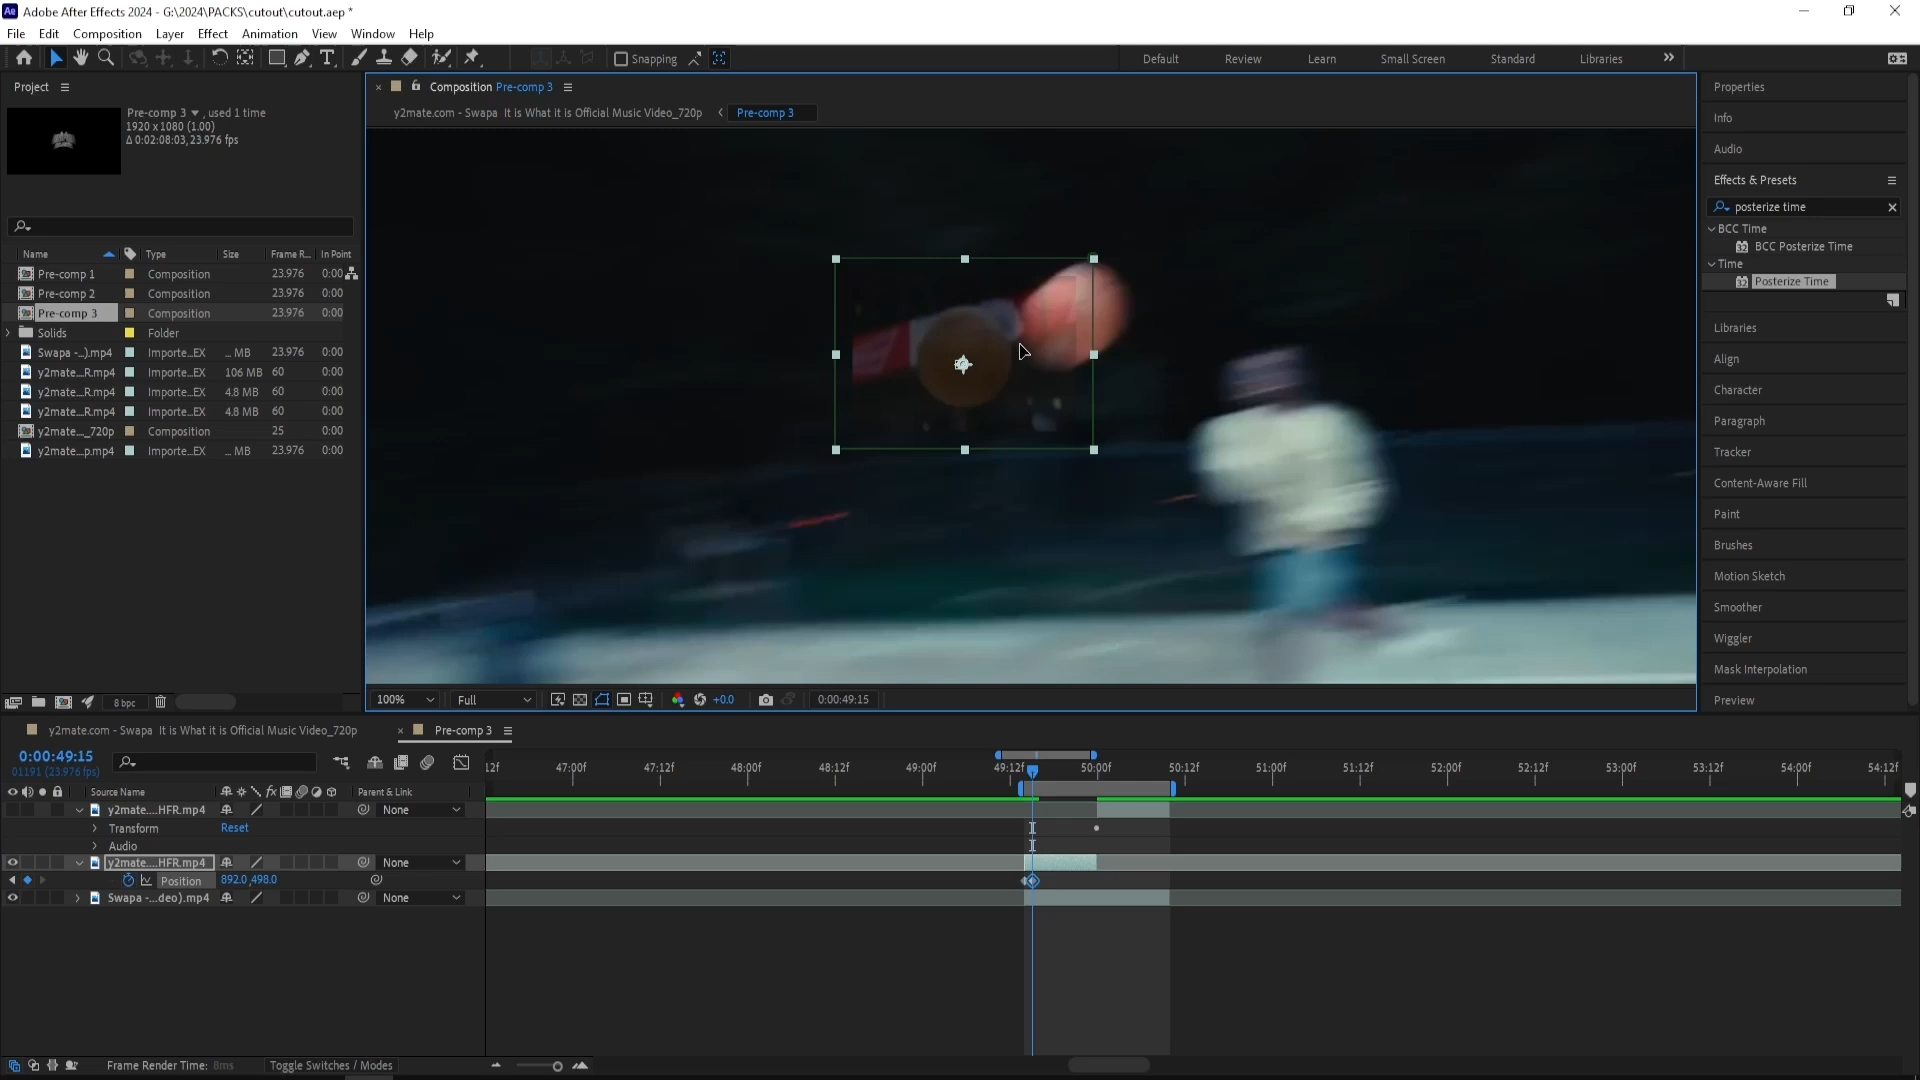 Adobe After Effects 2024 - G:\2024\PACKS\cutout\cutout.aep *
File Edit Composition Layer Effect Animation View Window Help
Snapping
Default Review Learn Small Screen Standard Libraries
Project
Composition Pre-comp 3
y2mate.com - Swapa It is What it is Official Music Video_720p
Pre-comp 3
Pre-comp 3 , used 1 time
1920 x 1080 (1.00)
Δ 0:02:08:03, 23.976 fps
Name Type Size Frame R... In Point
Pre-comp 1 Composition 23.976 0:00
Pre-comp 2 Composition 23.976 0:00
Pre-comp 3 Composition 23.976 0:00
Solids Folder
Swapa -...).mp4 Importe...EX ... MB 23.976 0:00
y2mate....R.mp4 Importe...EX 106 MB 60 0:00
y2mate....R.mp4 Importe...EX 4.8 MB 60 0:00
y2mate....R.mp4 Importe...EX 4.8 MB 60 0:00
y2mate..._720p Composition 25 0:00
y2mate....p.mp4 Importe...EX ... MB 23.976 0:00
8 bpc
Properties
Info
Audio
Effects & Presets
posterize time
BCC Time
32 BCC Posterize Time
Time
32 Posterize Time
Libraries
Align
Character
Paragraph
Tracker
Content-Aware Fill
Paint
Brushes
Motion Sketch
Smoother
Wiggler
Mask Interpolation
Preview
100% Full +0.0 0:00:49:15
y2mate.com - Swapa It is What it is Official Music Video_720p
Pre-comp 3
0:00:49:15
01191 (23.976 fps)
12f 47:00f 47:12f 48:00f 48:12f 49:00f 49:12f 50:00f 50:12f 51:00f 51:12f 52:00f 52:12f 53:00f 53:12f 54:00f 54:12f
Source Name fx Parent & Link
y2mate....HFR.mp4 None
Transform Reset
Audio
y2mate....HFR.mp4 None
Position 892.0,498.0
Swapa -...deo).mp4 None
Frame Render Time: 8ms Toggle Switches / Modes